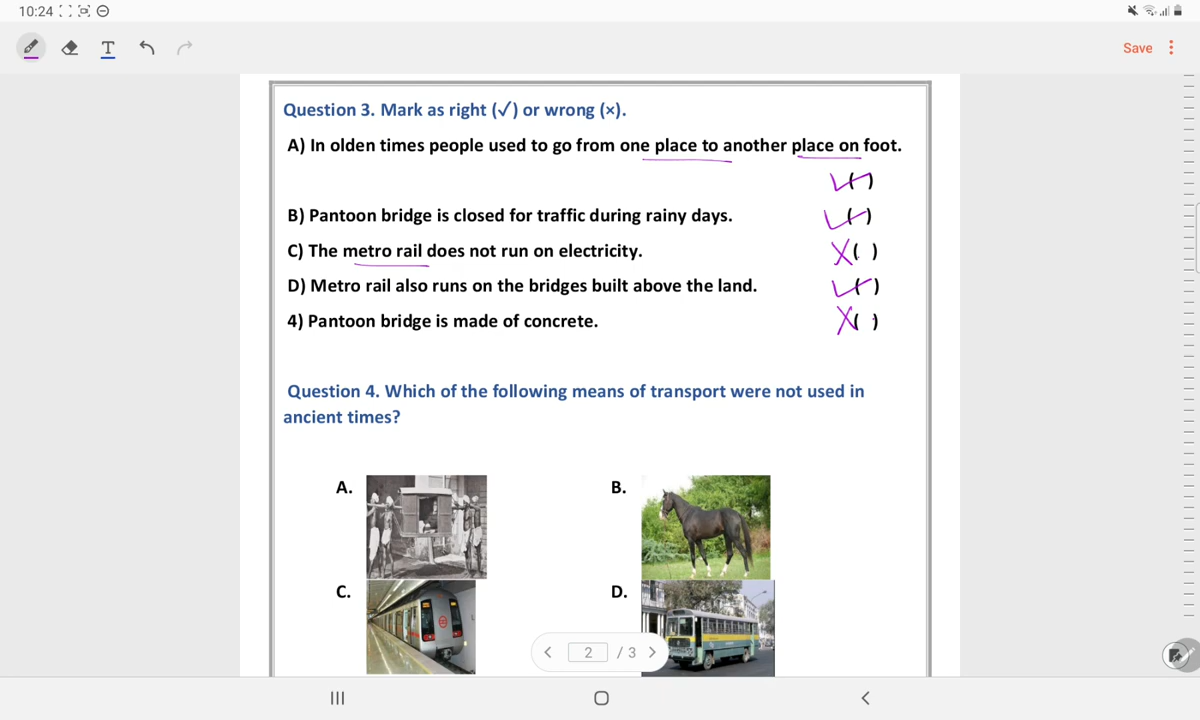 10:24
T
Save
Question 3. Mark as right (✓) or wrong (×).
A) In olden times people used to go from one place to another place on foot.
✓( )
B) Pantoon bridge is closed for traffic during rainy days. ✓( )
C) The metro rail does not run on electricity. X( )
D) Metro rail also runs on the bridges built above the land. ✓( )
4) Pantoon bridge is made of concrete. X( )
Question 4. Which of the following means of transport were not used in
ancient times?
A. B.
C. D.
2 / 3